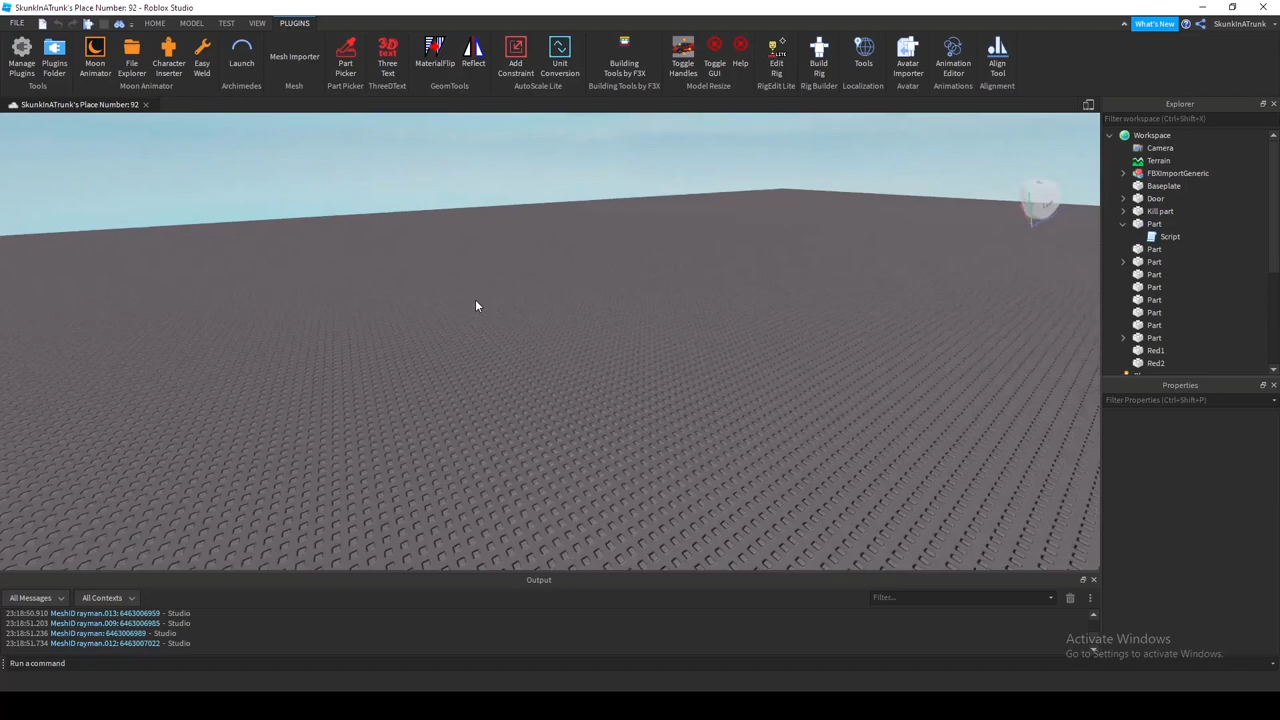 SkunkInATrunk's Place Number: 92 - Roblox Studio
FILE HOME MODEL TEST VIEW PLUGINS What's New SkunkInATrunk
Manage Plugins
Plugins Folder
Moon Animator
File Explorer
Character Inserter
Easy Weld
Launch
Mesh Importer
Part Picker
3D TEXT
Three Text
MaterialFlip
Reflect
Add Constraint
Unit Conversion
Building Tools by F3X
Toggle Handles
Toggle GUI
Help
LITE
Edit Rig
Build Rig
Tools
Avatar Importer
Animation Editor
Align Tool
Tools Moon Animator Archimedes Mesh Part Picker ThreeDText GeomTools AutoScale Lite Building Tools by F3X Model Resize RigEdit Lite Rig Builder Localization Avatar Animations Alignment
SkunkInATrunk's Place Number: 92
Explorer
Filter workspace (Ctrl+Shift+X)
Workspace
Camera
Terrain
FBXImportGeneric
Baseplate
Door
Kill part
Part
Script
Part
Part
Part
Part
Part
Part
Part
Part
Red1
Red2
Properties
Filter Properties (Ctrl+Shift+P)
Output
All Messages All Contexts Filter...
23:18:50.910 MeshID rayman.013: 6463006959 - Studio
23:18:51.203 MeshID rayman.009: 6463006985 - Studio
23:18:51.236 MeshID rayman: 6463006989 - Studio
23:18:51.734 MeshID rayman.012: 6463007022 - Studio
Run a command
Activate Windows
Go to Settings to activate Windows.